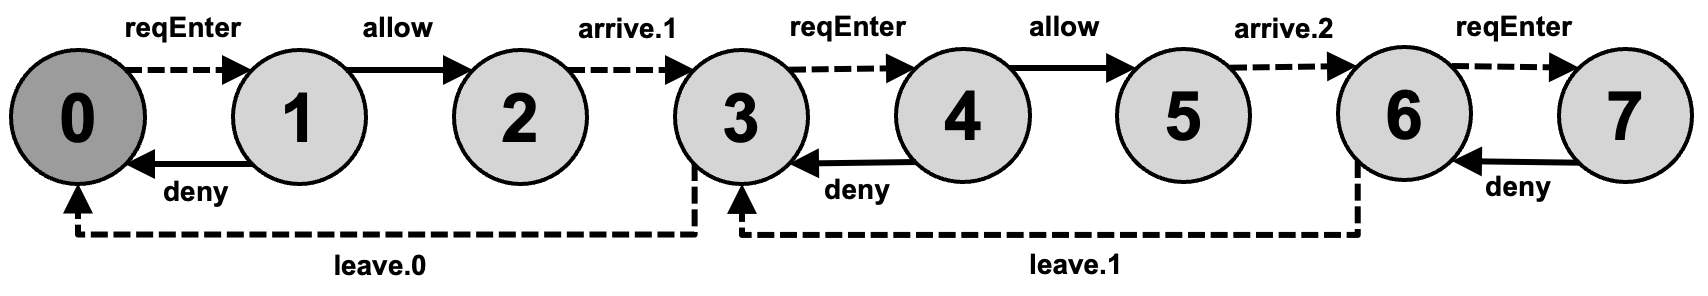 reqEnter allow arrive.1 reqEnter allow arrive.2 reqEnter
0 1 2 3 4 5 6 7
deny deny deny
leave.0 leave.1